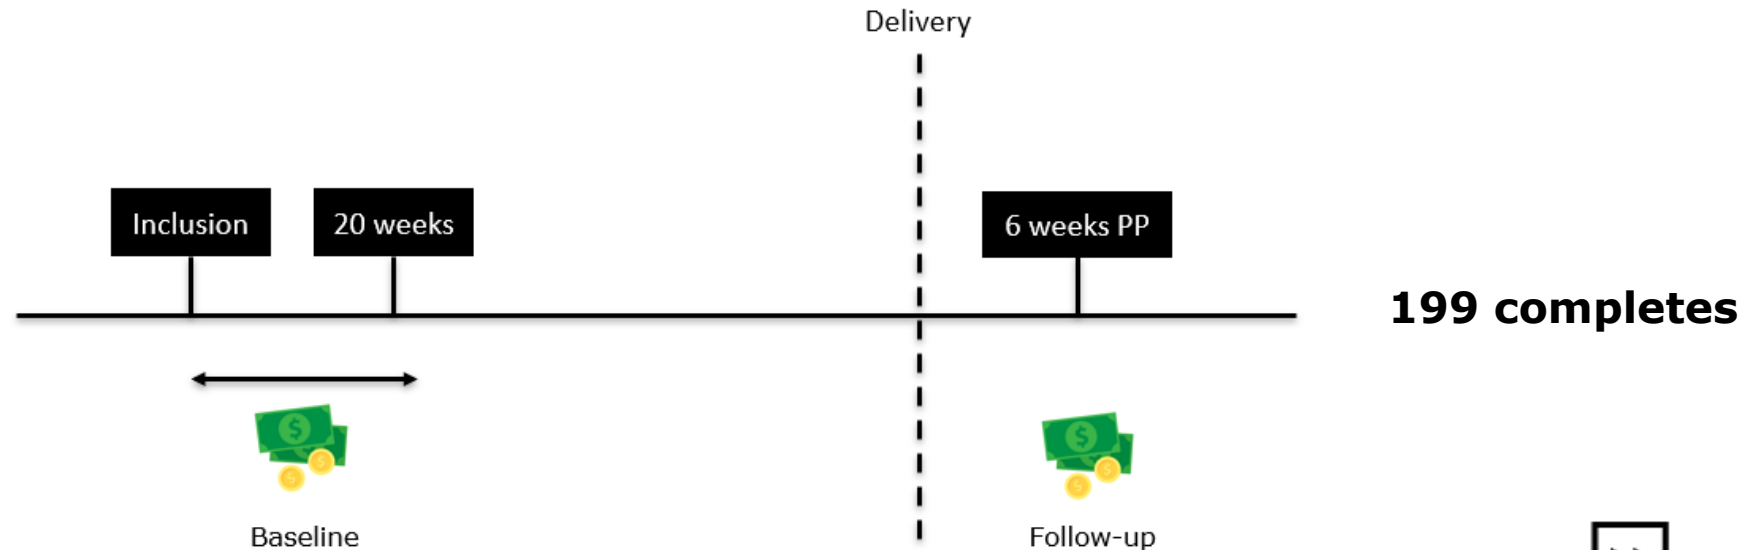 Delivery
Inclusion
20 weeks
6 weeks PP
199 completes
Baseline
Follow-up